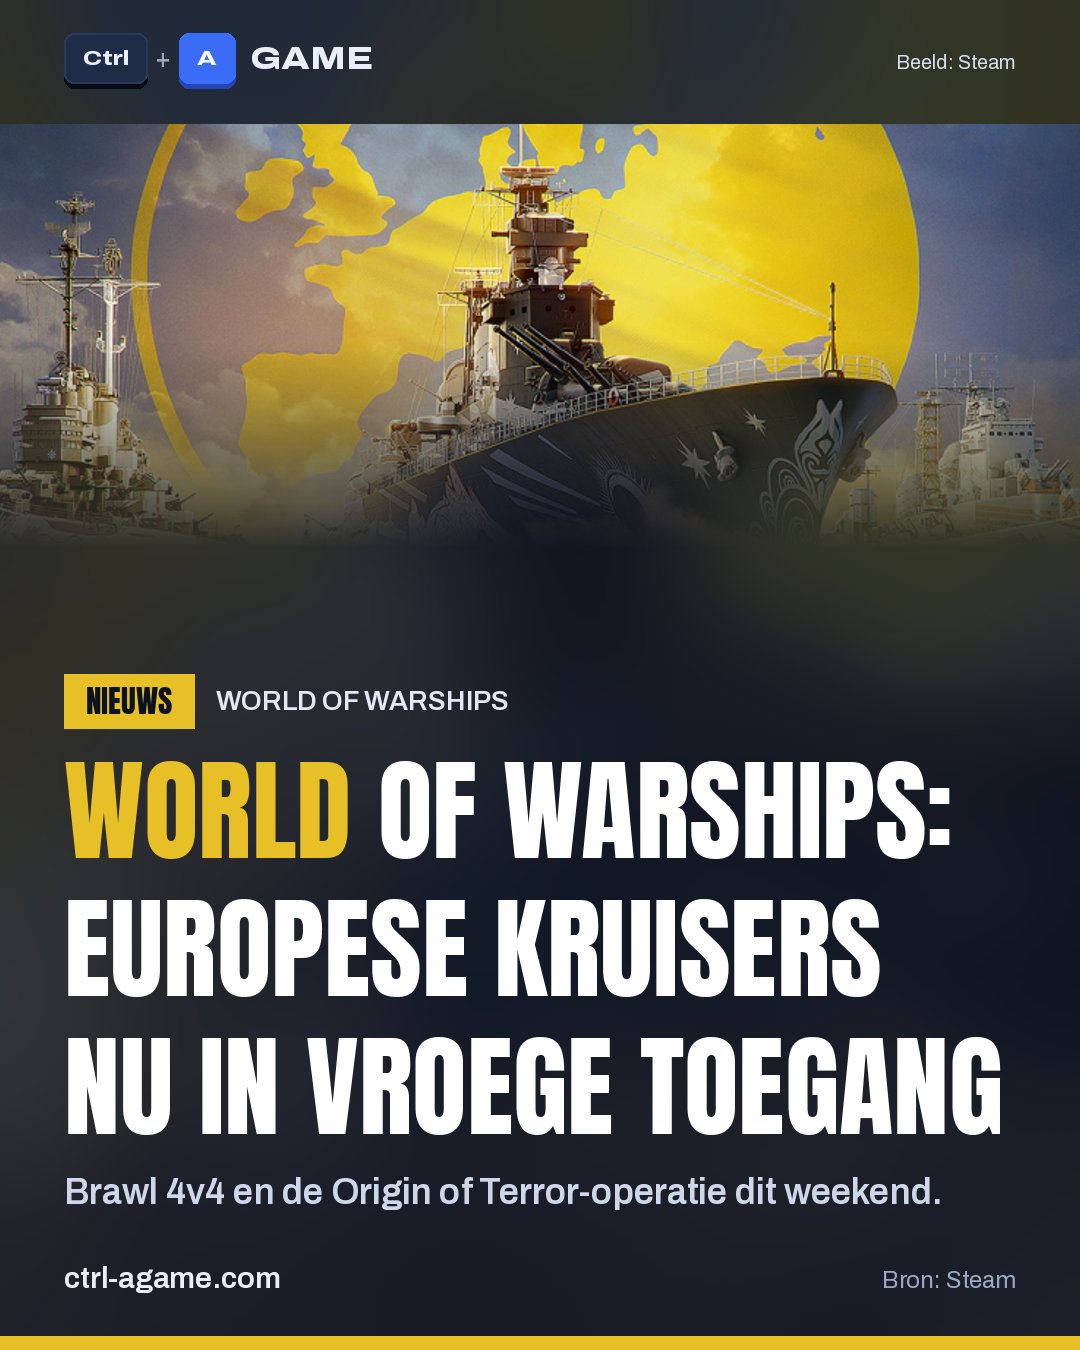 Ctrl + A GAME
Beeld: Steam
NIEUWS WORLD OF WARSHIPS
WORLD OF WARSHIPS:
EUROPESE KRUISERS
NU IN VROEGE TOEGANG
Brawl 4v4 en de Origin of Terror-operatie dit weekend.
ctrl-agame.com
Bron: Steam